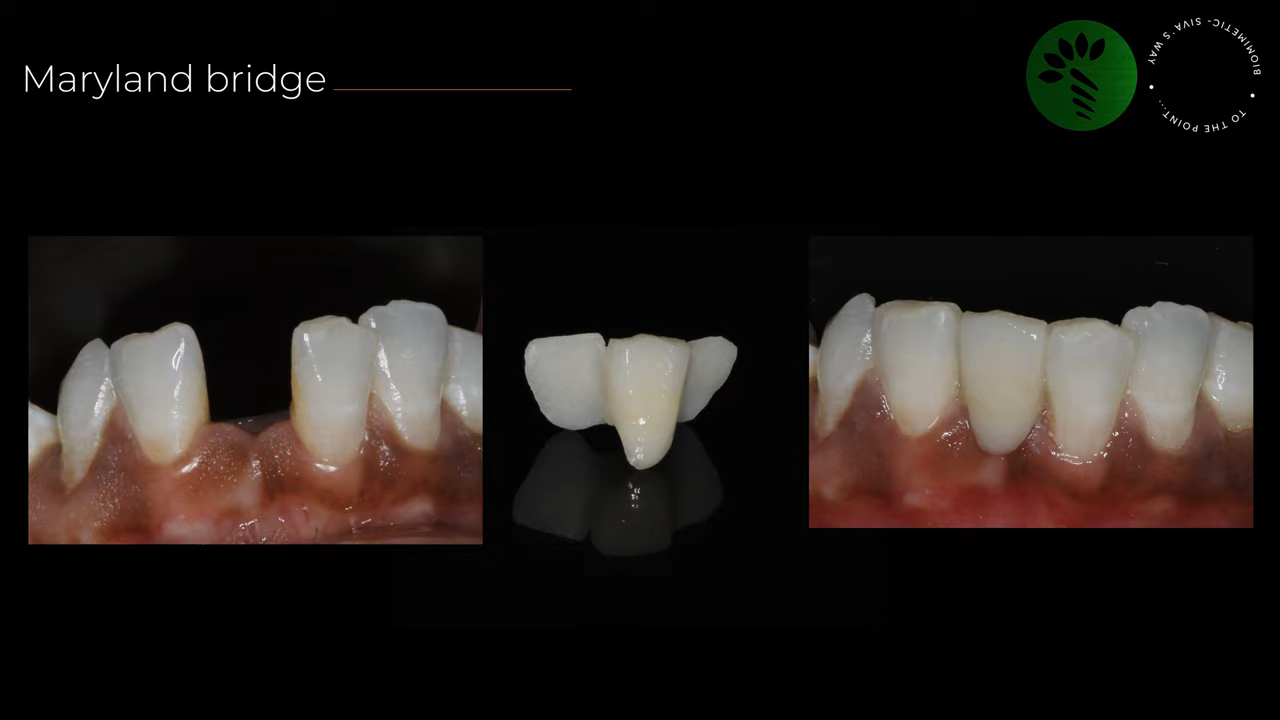 Maryland bridge
BIOMIMETIC- SIVA`S WAY
TO THE POINT...